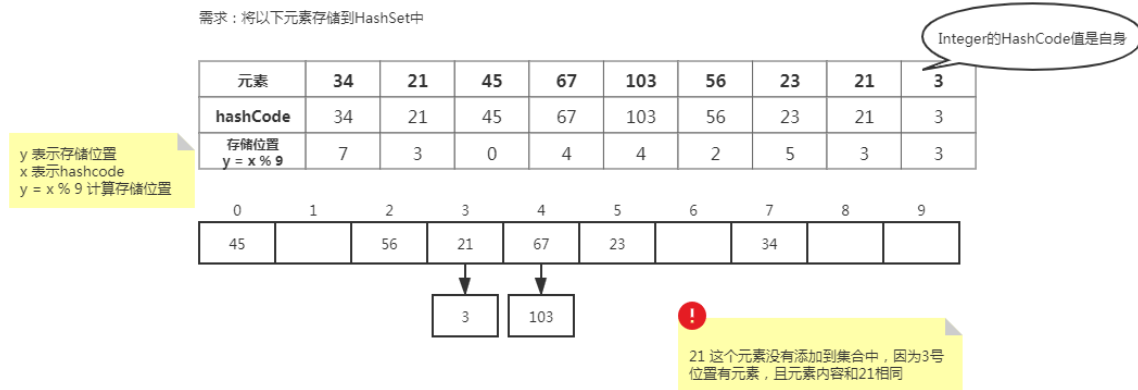 需求：将以下元素存储到HashSet中
Integer的HashCode值是自身
元素 34 21 45 67 103 56 23 21 3
hashCode 34 21 45 67 103 56 23 21 3
存储位置
y = x % 9 7 3 0 4 4 2 5 3 3
y 表示存储位置
x 表示hashcode
y = x % 9 计算存储位置
0 1 2 3 4 5 6 7 8 9
45 56 21 67 23 34
3 103
!
21 这个元素没有添加到集合中，因为3号
位置有元素，且元素内容和21相同